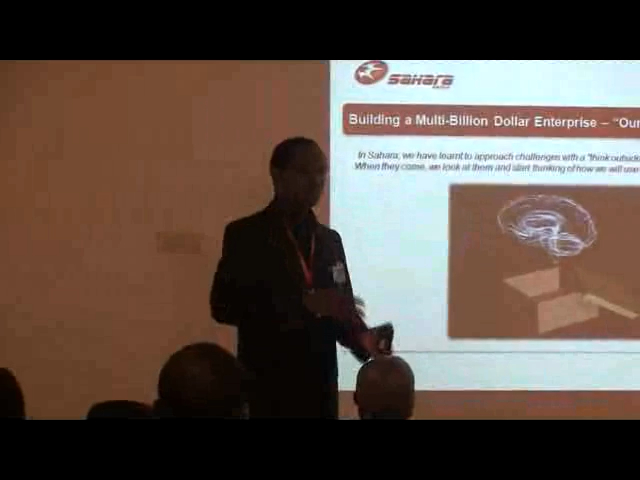 sahara
GROUP
Building a Multi-Billion Dollar Enterprise – "Our
In Sahara, we have learnt to approach challenges with a "think outside
When they come, we look at them and start thinking of how we will use